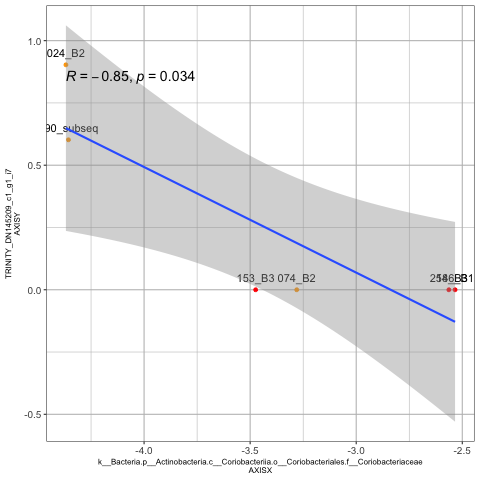 1.0
0.5
0.0
-0.5
024_B2
R = −0.85, p = 0.034
90_subseq
153_B3 074_B2
TRINITY_DN145209_c1_g1_i7
AXISY
-4.0 -3.5 -3.0 -2.5
k__Bacteria.p__Actinobacteria.c__Coriobacteriia.o__Coriobacteriales.f__Coriobacteriaceae
AXISX